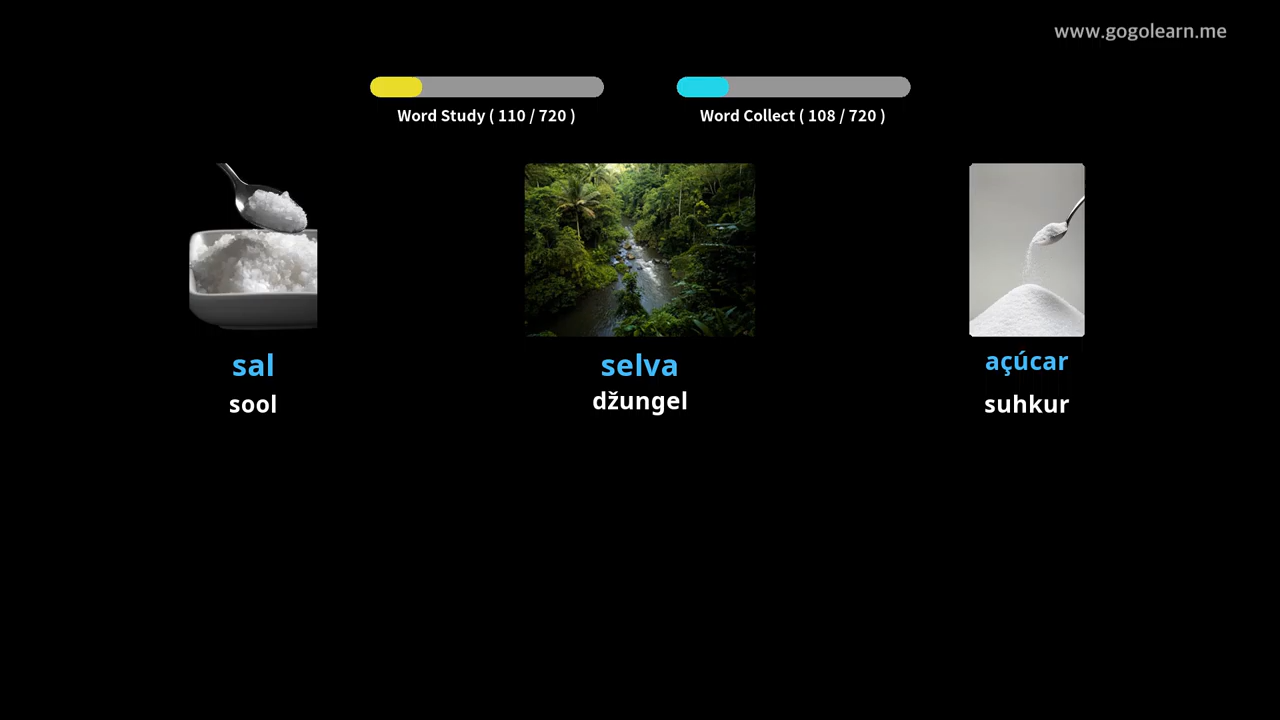 www.gogolearn.me
Word Study ( 110 / 720 )
Word Collect ( 108 / 720 )
sal
sool
selva
džungel
açúcar
suhkur